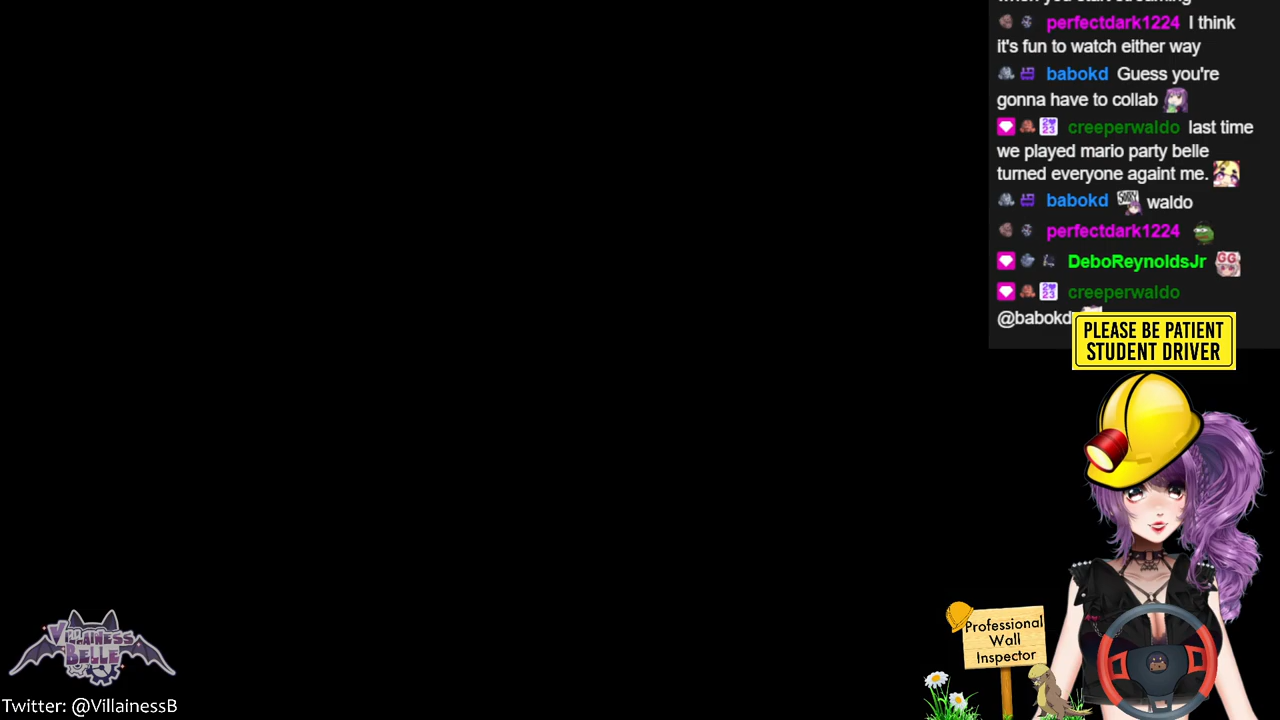 perfectdark1224 I think
it's fun to watch either way
babokd Guess you're
gonna have to collab
creeperwaldo last time
we played mario party belle
turned everyone againt me.
babokd SORRY waldo
perfectdark1224
DeboReynoldsJr GG
creeperwaldo
@babokd
PLEASE BE PATIENT
STUDENT DRIVER
Professional
Wall
Inspector
VILLAINESS
BELLE
Twitter: @VillainessB